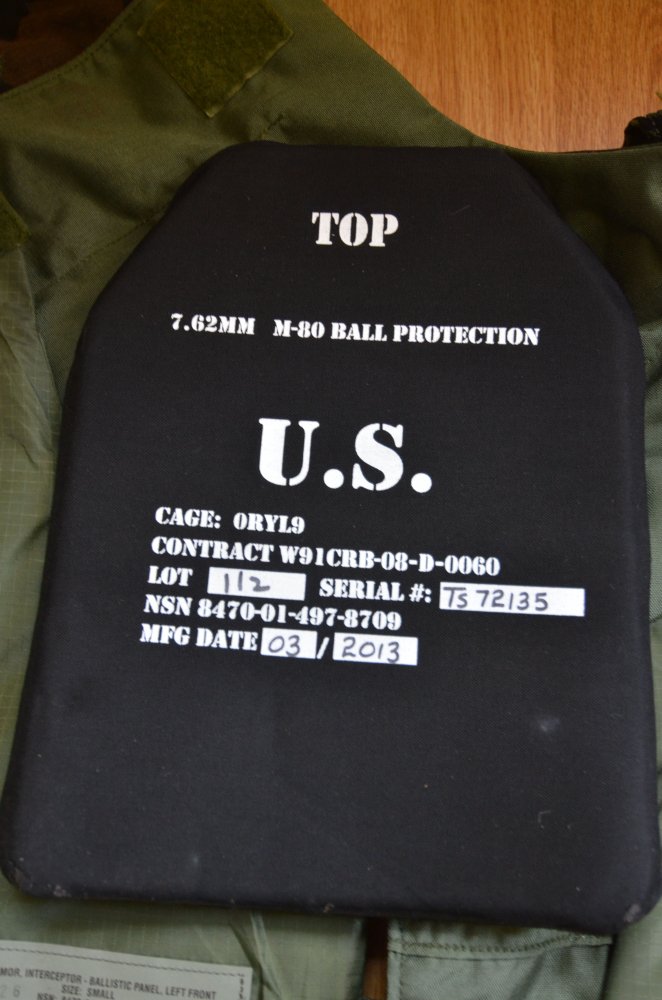 TOP
7.62MM M-80 BALL PROTECTION
U.S.
CAGE: 0RYL9
CONTRACT W91CRB-08-D-0060
LOT 112 SERIAL #: TS 72135
NSN 8470-01-497-8709
MFG DATE 03 / 2013
MOR, INTERCEPTOR - BALLISTIC PANEL, LEFT FRONT
SIZE: SMALL